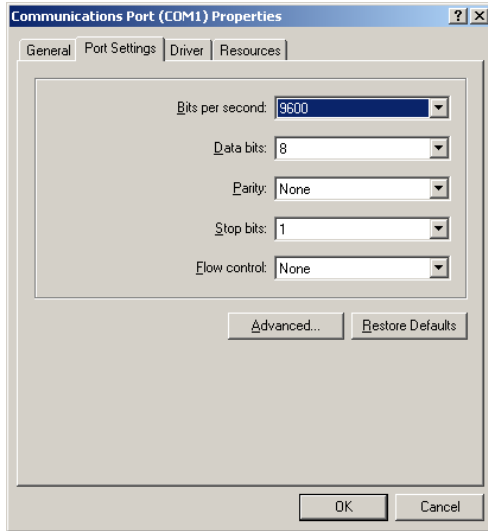 Communications Port (COM1) Properties
General Port Settings Driver Resources
Bits per second: 9600
Data bits: 8
Parity: None
Stop bits: 1
Flow control: None
Advanced... Restore Defaults
OK Cancel